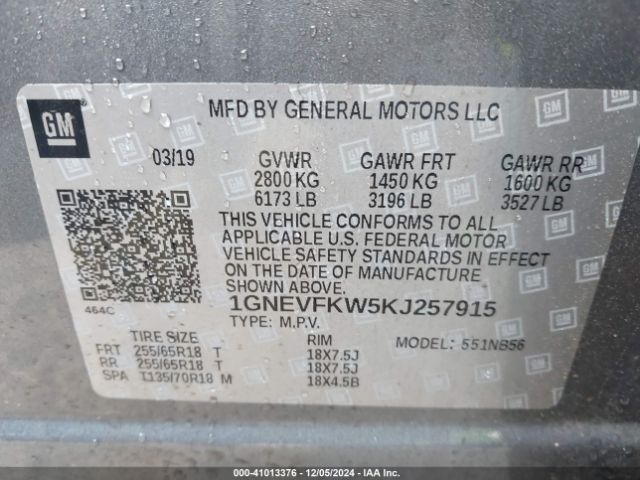 GM
MFD BY GENERAL MOTORS LLC
03/19 GVWR GAWR FRT GAWR RR
2800 KG 1450 KG 1600 KG
6173 LB 3196 LB 3527 LB
THIS VEHICLE CONFORMS TO ALL
APPLICABLE U.S. FEDERAL MOTOR
VEHICLE SAFETY STANDARDS IN EFFECT
ON THE DATE OF MANUFACTURE
SHOWN ABOVE.
464C 1GNEVFKW5KJ257915
TYPE: M.P.V.
TIRE SIZE RIM MODEL: 551NB56
FRT 255/65R18 T 18X7.5J
RR 255/65R18 T 18X7.5J
SPA T135/70R18 M 18X4.5B
000-41013376 - 12/05/2024 - IAA Inc.